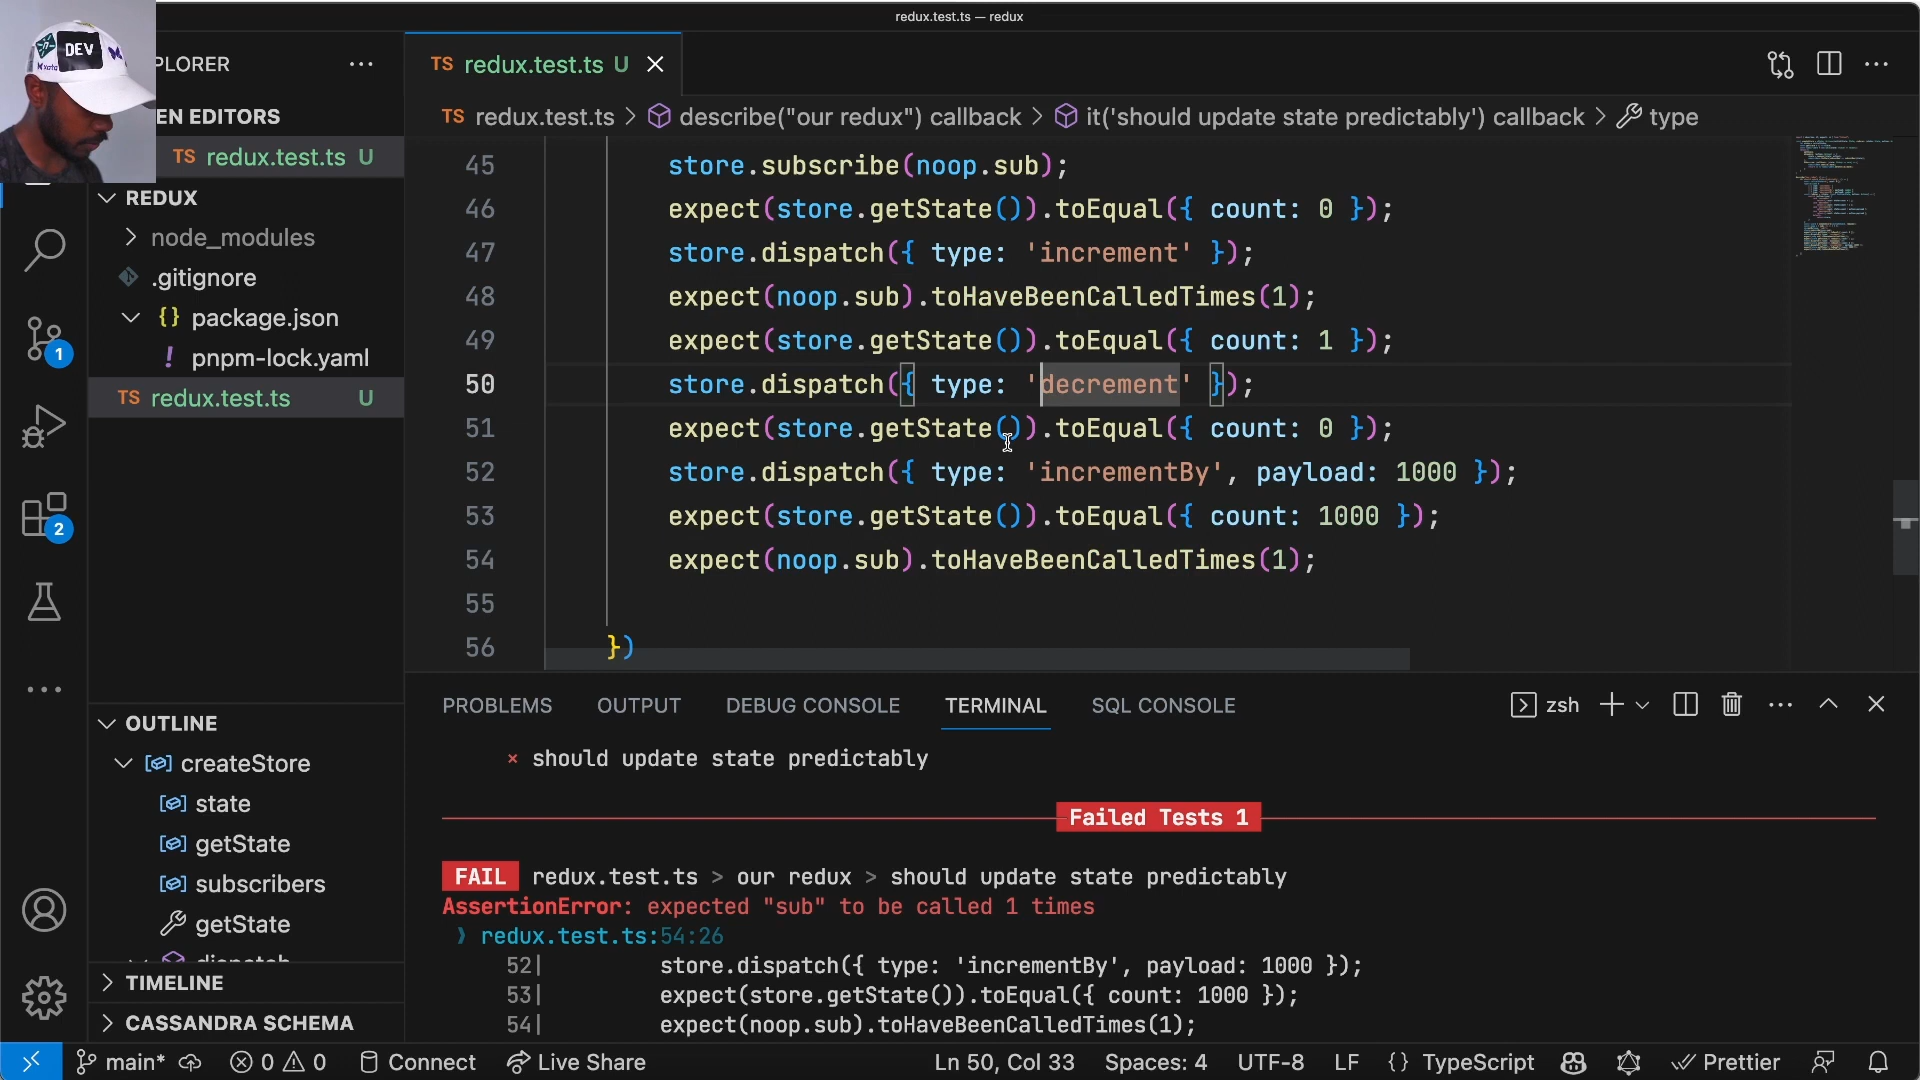 redux.test.ts — redux
DEV
xata
PLORER
TS redux.test.ts U
EN EDITORS
TS redux.test.ts U
REDUX
node_modules
.gitignore
{} package.json
! pnpm-lock.yaml
TS redux.test.ts U
1
2
OUTLINE
createStore
state
getState
subscribers
getState
TIMELINE
CASSANDRA SCHEMA
TS redux.test.ts > describe("our redux") callback > it('should update state predictably') callback > type
45 store.subscribe(noop.sub);
46 expect(store.getState()).toEqual({ count: 0 });
47 store.dispatch({ type: 'increment' });
48 expect(noop.sub).toHaveBeenCalledTimes(1);
49 expect(store.getState()).toEqual({ count: 1 });
50 store.dispatch({ type: 'decrement' });
51 expect(store.getState()).toEqual({ count: 0 });
52 store.dispatch({ type: 'incrementBy', payload: 1000 });
53 expect(store.getState()).toEqual({ count: 1000 });
54 expect(noop.sub).toHaveBeenCalledTimes(1);
55
56 })
PROBLEMS OUTPUT DEBUG CONSOLE TERMINAL SQL CONSOLE zsh
× should update state predictably
Failed Tests 1
FAIL redux.test.ts > our redux > should update state predictably
AssertionError: expected "sub" to be called 1 times
❯ redux.test.ts:54:26
52| store.dispatch({ type: 'incrementBy', payload: 1000 });
53| expect(store.getState()).toEqual({ count: 1000 });
54| expect(noop.sub).toHaveBeenCalledTimes(1);
main* 0 0 Connect Live Share Ln 50, Col 33 Spaces: 4 UTF-8 LF {} TypeScript Prettier